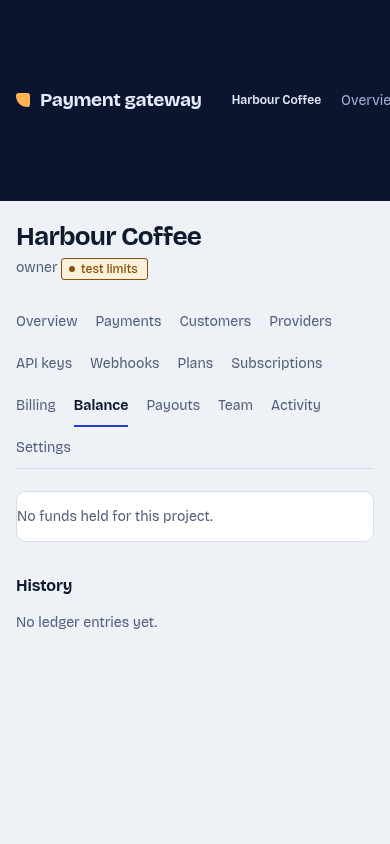 Payment gateway Harbour Coffee Overvie
Harbour Coffee
owner test limits
Overview Payments Customers Providers
API keys Webhooks Plans Subscriptions
Billing Balance Payouts Team Activity
Settings
No funds held for this project.
History
No ledger entries yet.